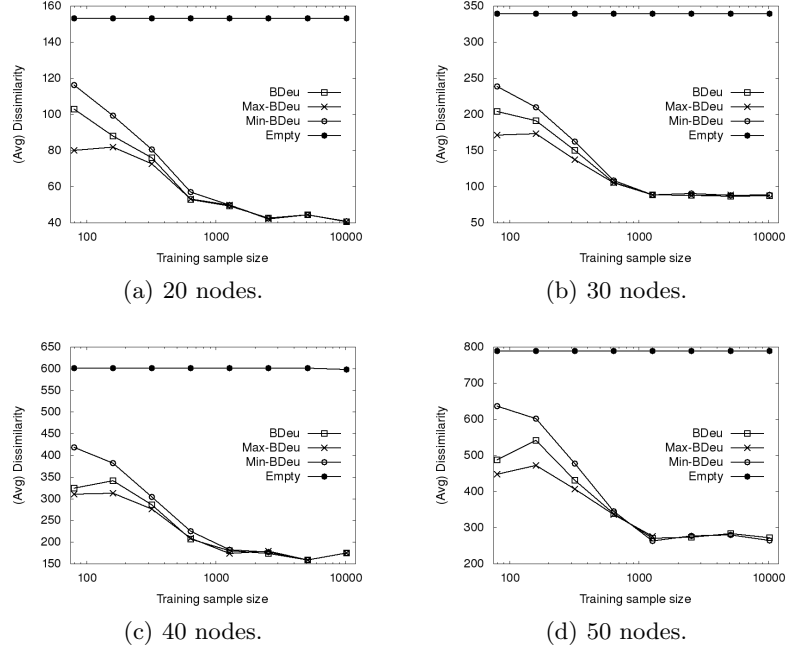 160
140
120
100
80
60
40
(Avg) Dissimilarity
BDeu
Max-BDeu
Min-BDeu
Empty
100 1000 10000
Training sample size
(a) 20 nodes.
350
300
250
200
150
100
50
(Avg) Dissimilarity
BDeu
Max-BDeu
Min-BDeu
Empty
100 1000 10000
Training sample size
(b) 30 nodes.
650
600
550
500
450
400
350
300
250
200
150
(Avg) Dissimilarity
BDeu
Max-BDeu
Min-BDeu
Empty
100 1000 10000
Training sample size
(c) 40 nodes.
800
700
600
500
400
300
200
(Avg) Dissimilarity
BDeu
Max-BDeu
Min-BDeu
Empty
100 1000 10000
Training sample size
(d) 50 nodes.